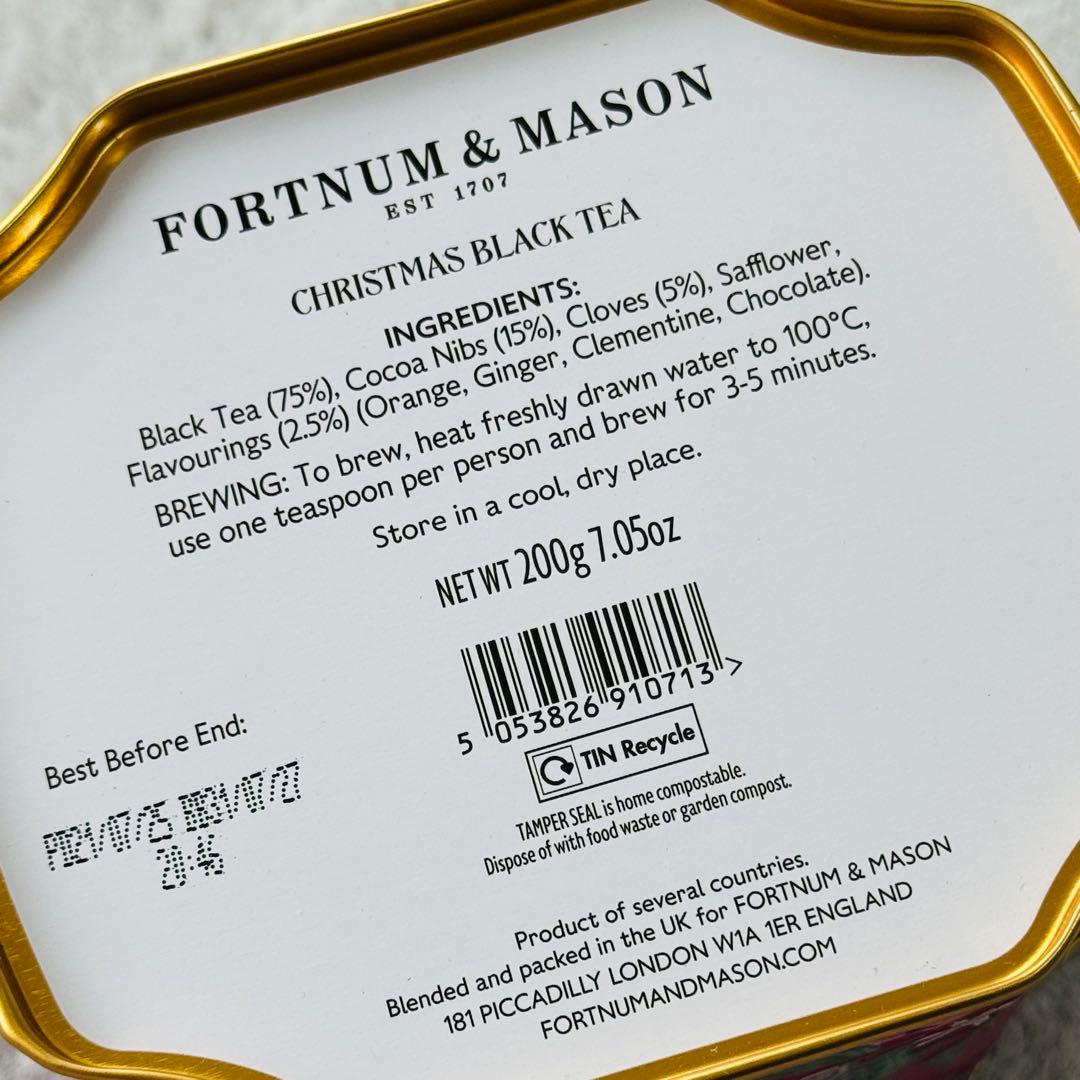 FORTNUM & MASON
EST 1707
CHRISTMAS BLACK TEA
INGREDIENTS:
Black Tea (75%), Cocoa Nibs (15%), Cloves (5%), Safflower,
Flavourings (2.5%) (Orange, Ginger, Clementine, Chocolate).
BREWING: To brew, heat freshly drawn water to 100°C,
use one teaspoon per person and brew for 3-5 minutes.
Store in a cool, dry place.
NET WT 200g 7.05oz
5 053826 910713 >
TIN Recycle
TAMPER SEAL is home compostable.
Dispose of with food waste or garden compost.
Best Before End:
20:46
Product of several countries.
Blended and packed in the UK for FORTNUM & MASON
181 PICCADILLY LONDON W1A 1ER ENGLAND
FORTNUMANDMASON.COM